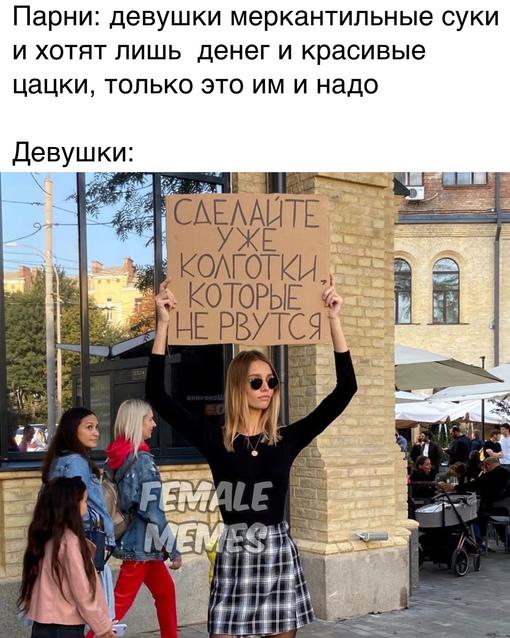 Парни: девушки меркантильные суки
и хотят лишь  денег и красивые
цацки, только это им и надо
Девушки:
СДЕЛАЙТЕ
УЖЕ
КОЛГОТКИ,
КОТОРЫЕ
НЕ РВУТСЯ
FEMALE
MEMES